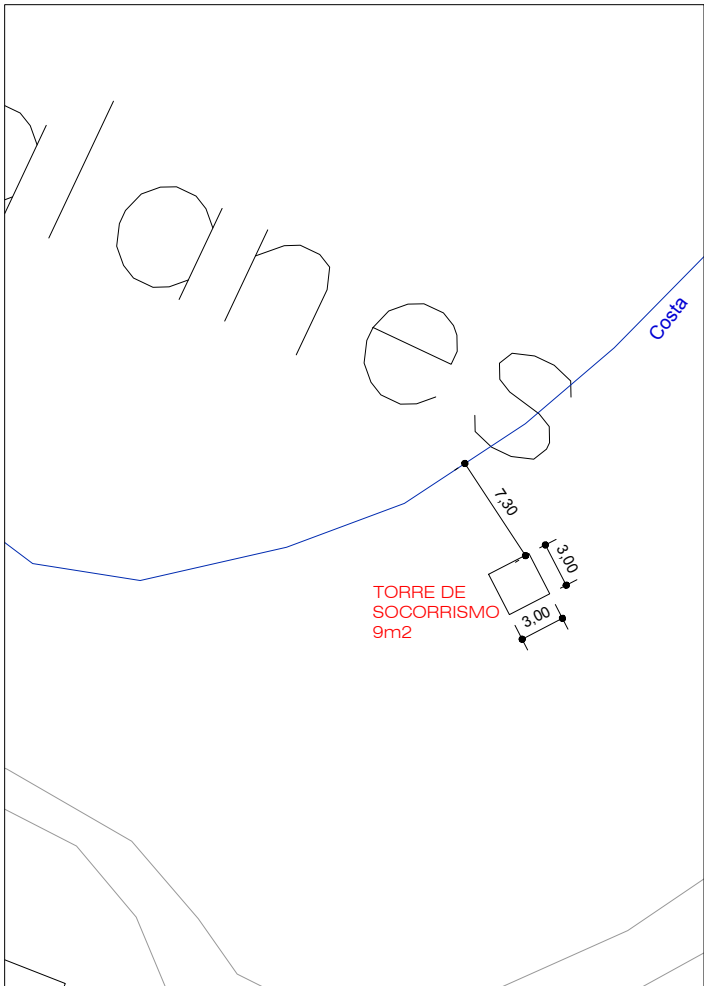 lanes
Costa
7,30
3,00
TORRE DE
SOCORRISMO
9m2
3,00